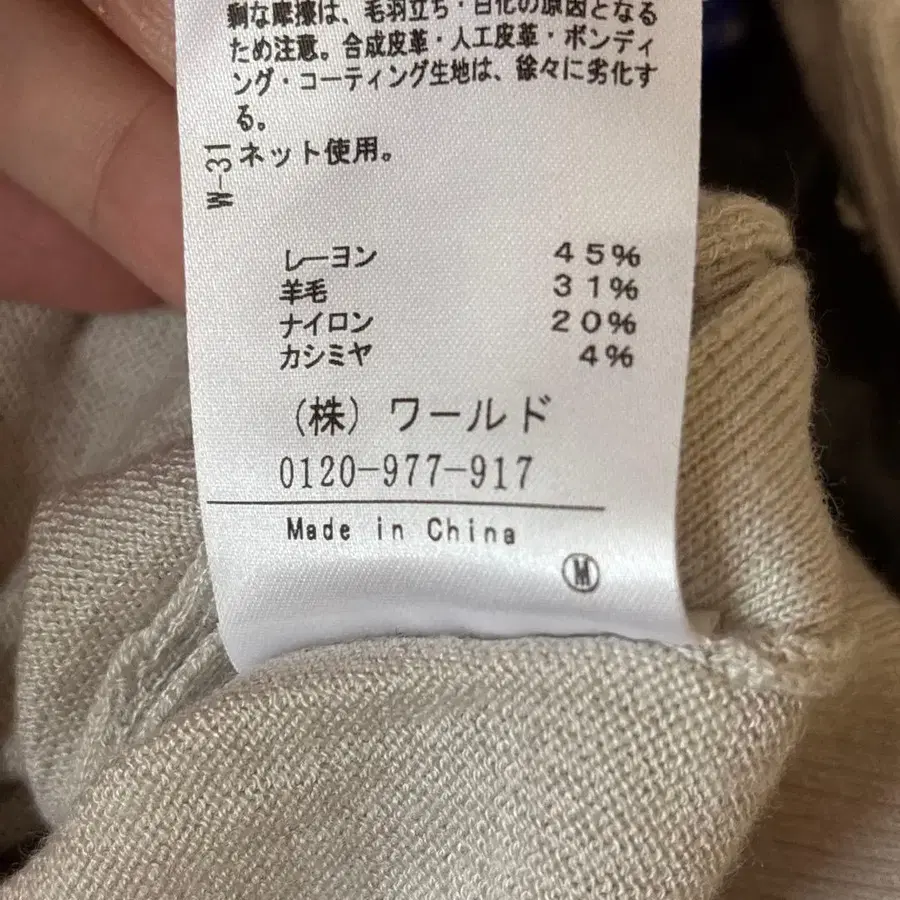 剰な摩擦は、毛羽立ち・白化の原因となる
ため注意。合成皮革・人工皮革・ボンディ
ング・コーティング生地は、徐々に劣化す
る。
ネット使用。
W-31
レーヨン 45%
羊毛 31%
ナイロン 20%
カシミヤ 4%
(株) ワールド
0120-977-917
Made in China
M